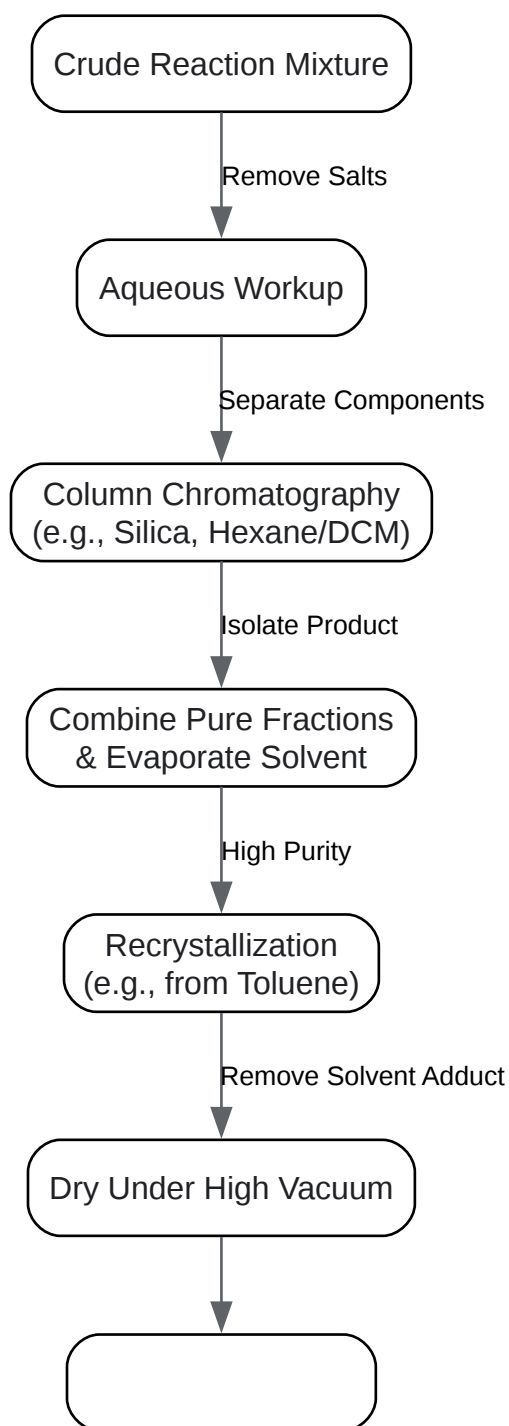 Crude Reaction Mixture
Remove Salts
Aqueous Workup
Separate Components
Column Chromatography
(e.g., Silica, Hexane/DCM)
Isolate Product
Combine Pure Fractions
& Evaporate Solvent
High Purity
Recrystallization
(e.g., from Toluene)
Remove Solvent Adduct
Dry Under High Vacuum